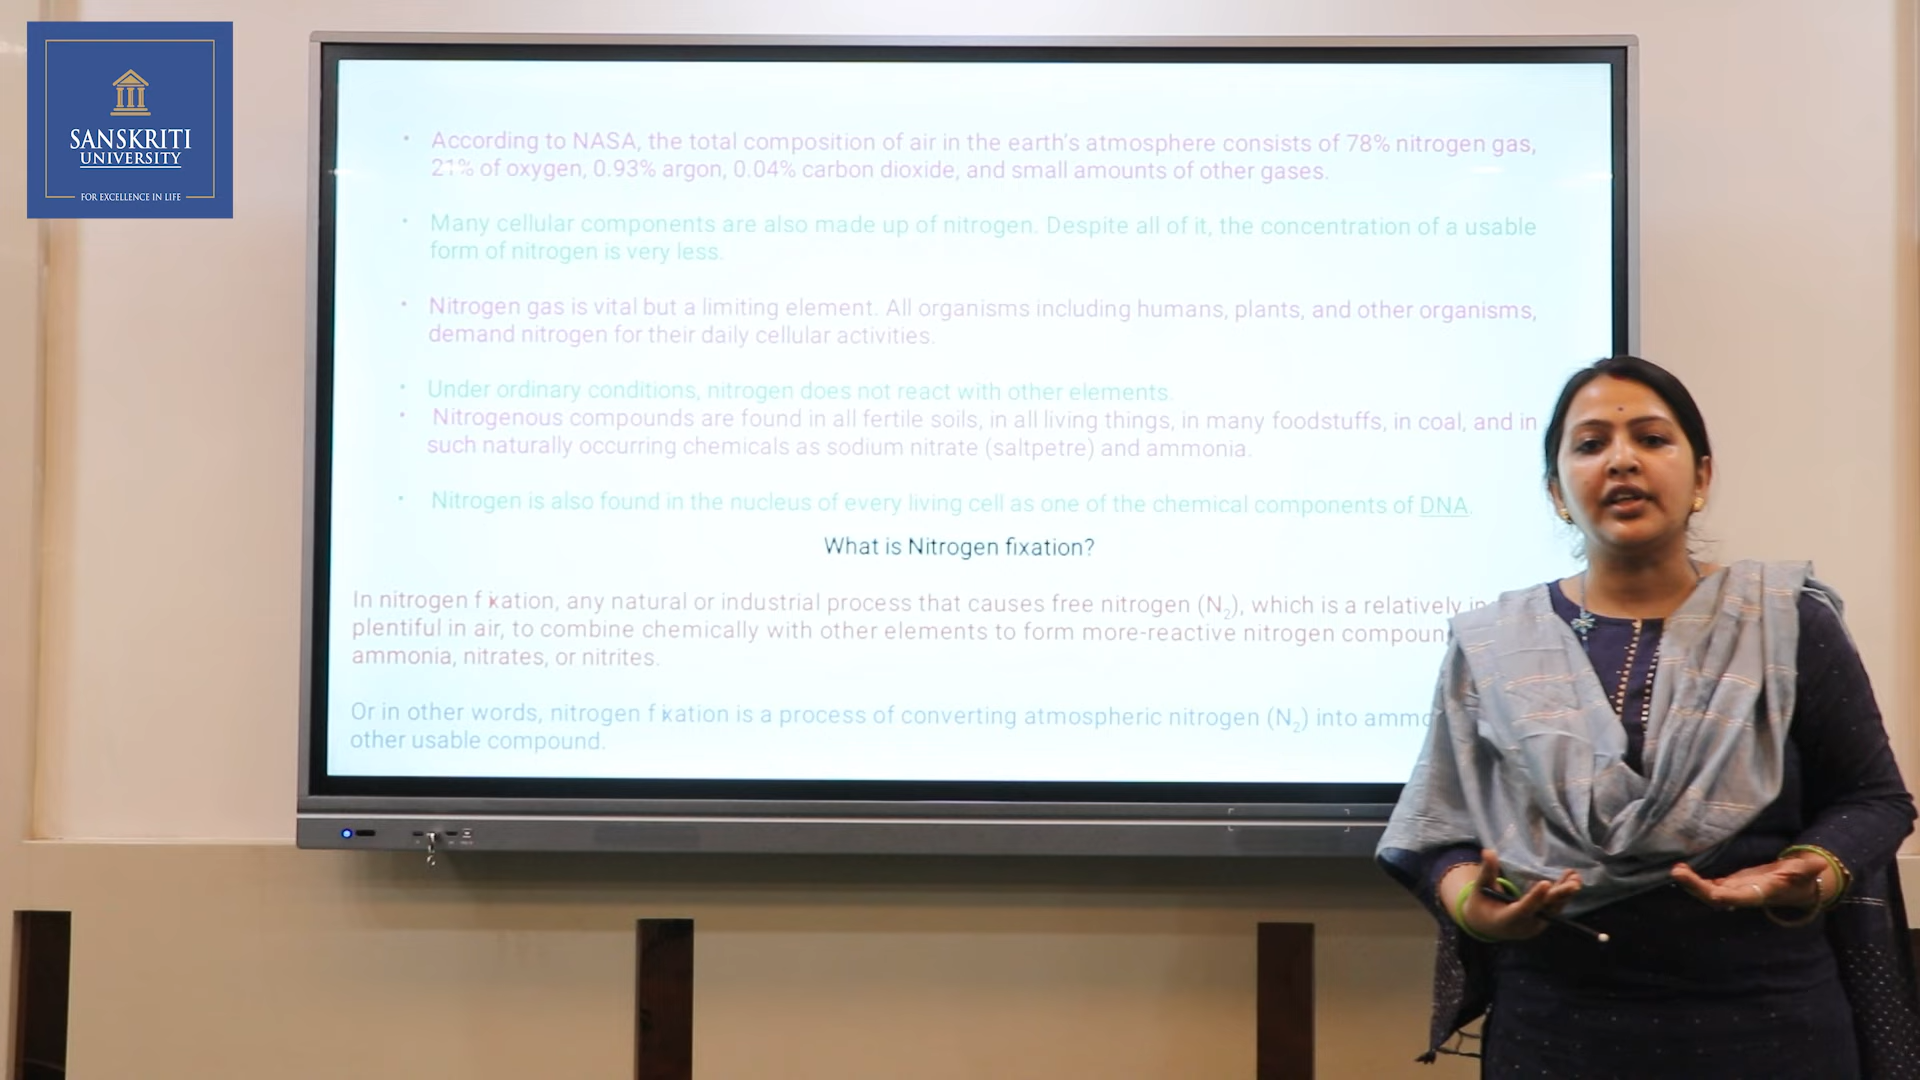 SANSKRITI
UNIVERSITY
FOR EXCELLENCE IN LIFE
• According to NASA, the total composition of air in the earth's atmosphere consists of 78% nitrogen gas,
21% of oxygen, 0.93% argon, 0.04% carbon dioxide, and small amounts of other gases.
• Many cellular components are also made up of nitrogen. Despite all of it, the concentration of a usable
form of nitrogen is very less.
• Nitrogen gas is vital but a limiting element. All organisms including humans, plants, and other organisms,
demand nitrogen for their daily cellular activities.
• Under ordinary conditions, nitrogen does not react with other elements.
• Nitrogenous compounds are found in all fertile soils, in all living things, in many foodstuffs, in coal, and in
such naturally occurring chemicals as sodium nitrate (saltpetre) and ammonia.
• Nitrogen is also found in the nucleus of every living cell as one of the chemical components of DNA.
What is Nitrogen fixation?
In nitrogen fixation, any natural or industrial process that causes free nitrogen (N₂), which is a relatively
plentiful in air, to combine chemically with other elements to form more-reactive nitrogen
ammonia, nitrates, or nitrites.
Or in other words, nitrogen fixation is a process of converting atmospheric nitrogen (N₂) into
other usable compound.